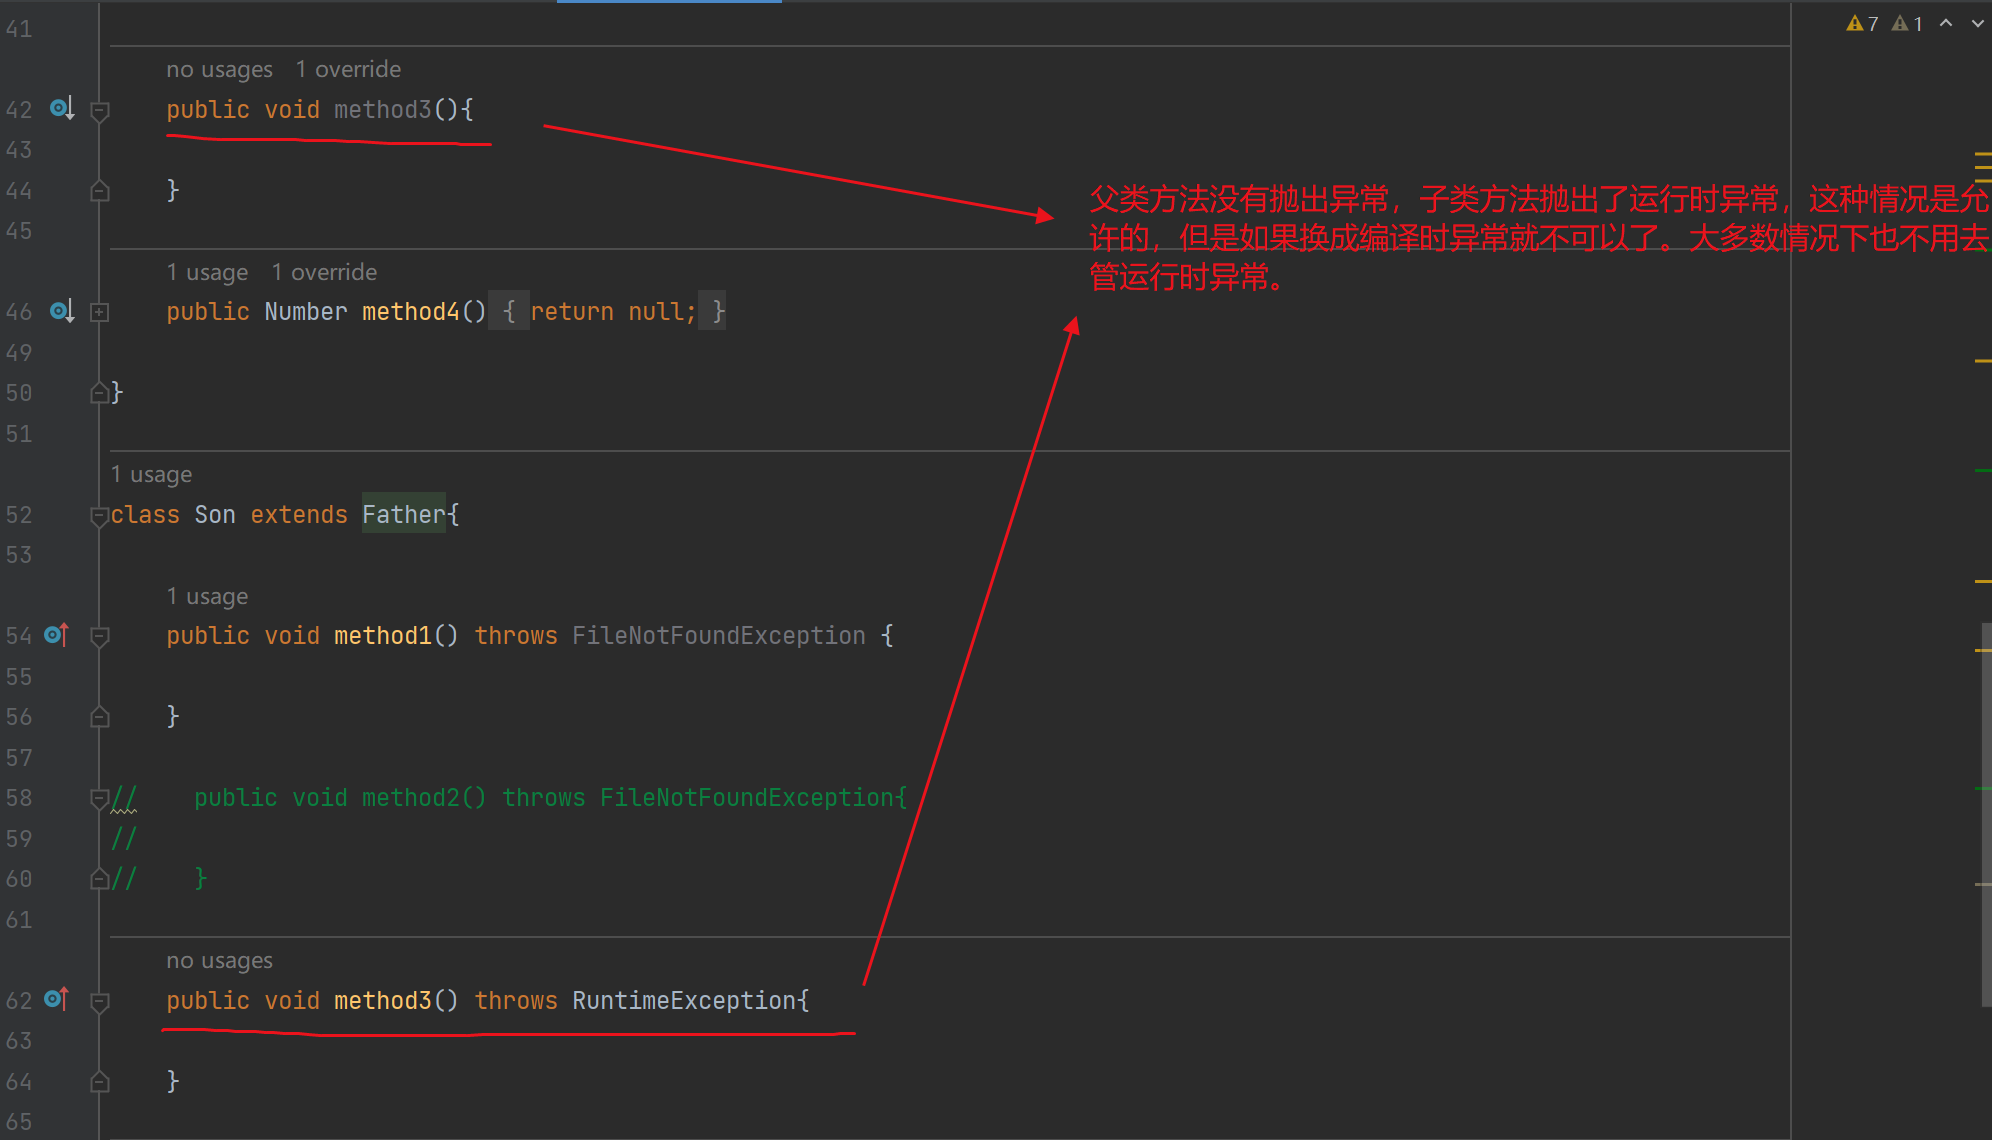 7 1
41
no usages 1 override
42 public void method3(){
43
44 }
45
父类方法没有抛出异常，子类方法抛出了运行时异常，这种情况是允
许的，但是如果换成编译时异常就不可以了。大多数情况下也不用去
管运行时异常。
1 usage 1 override
46 public Number method4() { return null; }
49
50 }
51
1 usage
52 class Son extends Father{
53
1 usage
54 public void method1() throws FileNotFoundException {
55
56 }
57
58 // public void method2() throws FileNotFoundException{
59 //
60 // }
61
no usages
62 public void method3() throws RuntimeException{
63
64 }
65